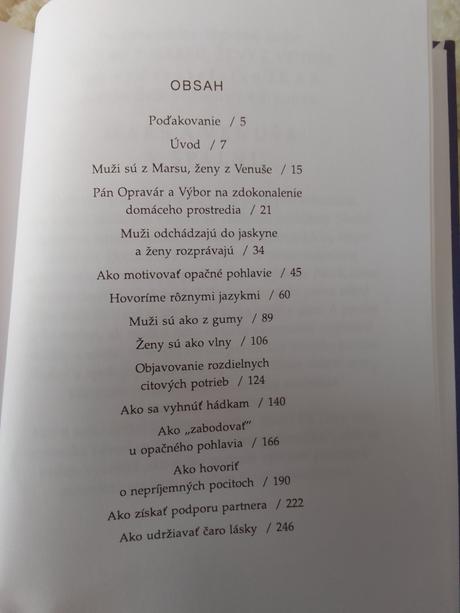 OBSAH
Poďakovanie / 5
Úvod / 7
Muži sú z Marsu, ženy z Venuše / 15
Pán Opravár a Výbor na zdokonalenie
domáceho prostredia / 21
Muži odchádzajú do jaskyne
a ženy rozprávajú / 34
Ako motivovať opačné pohlavie / 45
Hovoríme rôznymi jazykmi / 60
Muži sú ako z gumy / 89
Ženy sú ako vlny / 106
Objavovanie rozdielnych
citových potrieb / 124
Ako sa vyhnúť hádkam / 140
Ako „zabodovať"
u opačného pohlavia / 166
Ako hovoriť
o nepríjemných pocitoch / 190
Ako získať podporu partnera / 222
Ako udržiavať čaro lásky / 246